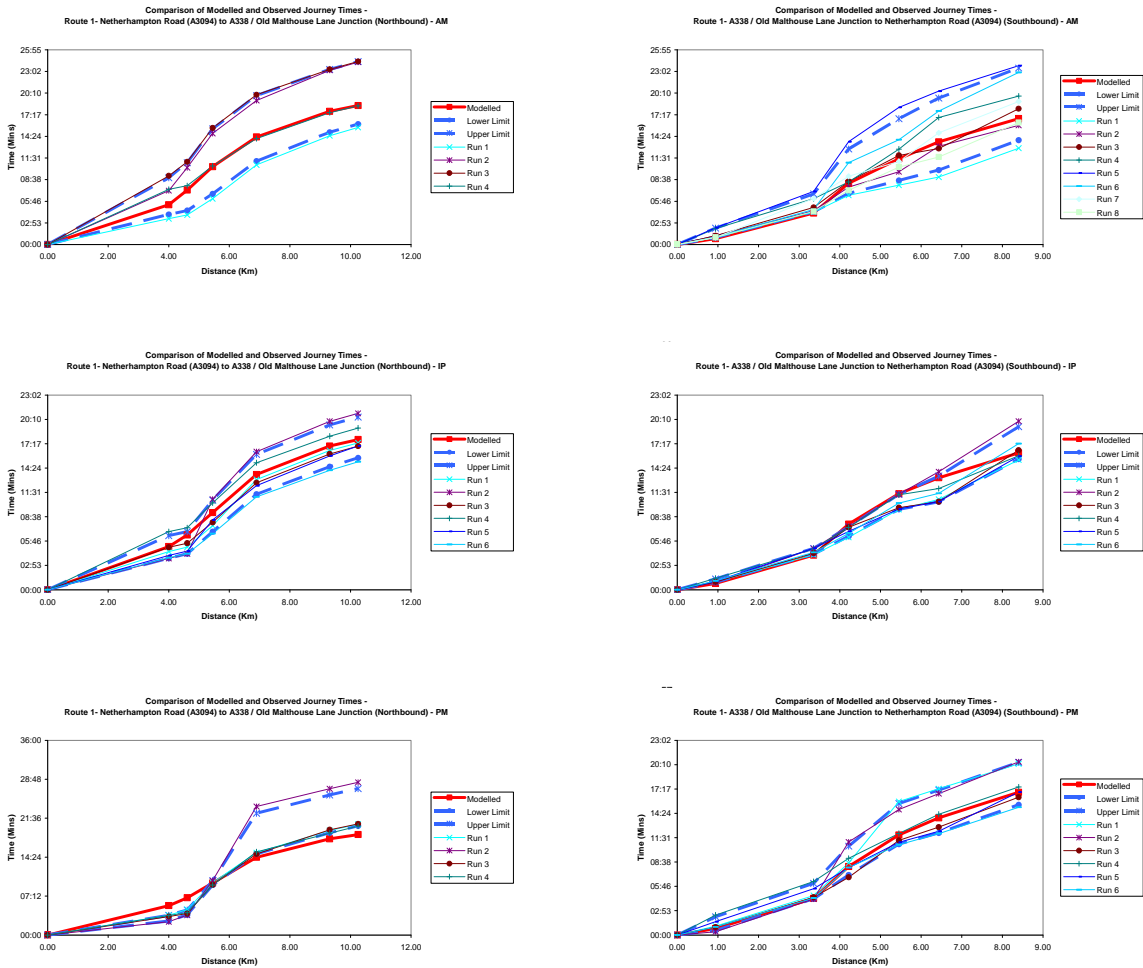 Comparison of Modelled and Observed Journey Times -
Route 1- Netherhampton Road (A3094) to A338 / Old Malthouse Lane Junction (Northbound) - AM
25:55
23:02
20:10
17:17
14:24
11:31
08:38
05:46
02:53
00:00
Time (Mins)
0.00 2.00 4.00 6.00 8.00 10.00 12.00
Distance (Km)
Modelled
Lower Limit
Upper Limit
Run 1
Run 2
Run 3
Run 4
Comparison of Modelled and Observed Journey Times -
Route 1- A338 / Old Malthouse Lane Junction to Netherhampton Road (A3094) (Southbound) - AM
25:55
23:02
20:10
17:17
14:24
11:31
08:38
05:46
02:53
00:00
Time (Mins)
0.00 1.00 2.00 3.00 4.00 5.00 6.00 7.00 8.00 9.00
Distance (Km)
Modelled
Lower Limit
Upper Limit
Run 1
Run 2
Run 3
Run 4
Run 5
Run 6
Run 7
Run 8
Comparison of Modelled and Observed Journey Times -
Route 1- Netherhampton Road (A3094) to A338 / Old Malthouse Lane Junction (Northbound) - IP
23:02
20:10
17:17
14:24
11:31
08:38
05:46
02:53
00:00
Time (Mins)
0.00 2.00 4.00 6.00 8.00 10.00 12.00
Distance (Km)
Modelled
Lower Limit
Upper Limit
Run 1
Run 2
Run 3
Run 4
Run 5
Run 6
Comparison of Modelled and Observed Journey Times -
Route 1- A338 / Old Malthouse Lane Junction to Netherhampton Road (A3094) (Southbound) - IP
23:02
20:10
17:17
14:24
11:31
08:38
05:46
02:53
00:00
Time (Mins)
0.00 1.00 2.00 3.00 4.00 5.00 6.00 7.00 8.00 9.00
Distance (Km)
Modelled
Lower Limit
Upper Limit
Run 1
Run 2
Run 3
Run 4
Run 5
Run 6
Comparison of Modelled and Observed Journey Times -
Route 1- Netherhampton Road (A3094) to A338 / Old Malthouse Lane Junction (Northbound) - PM
36:00
28:48
21:36
14:24
07:12
00:00
Time (Mins)
0.00 2.00 4.00 6.00 8.00 10.00 12.00
Distance (Km)
Modelled
Lower Limit
Upper Limit
Run 1
Run 2
Run 3
Run 4
Comparison of Modelled and Observed Journey Times -
Route 1- A338 / Old Malthouse Lane Junction to Netherhampton Road (A3094) (Southbound) - PM
23:02
20:10
17:17
14:24
11:31
08:38
05:46
02:53
00:00
Time (Mins)
0.00 1.00 2.00 3.00 4.00 5.00 6.00 7.00 8.00 9.00
Distance (Km)
Modelled
Lower Limit
Upper Limit
Run 1
Run 2
Run 3
Run 4
Run 5
Run 6